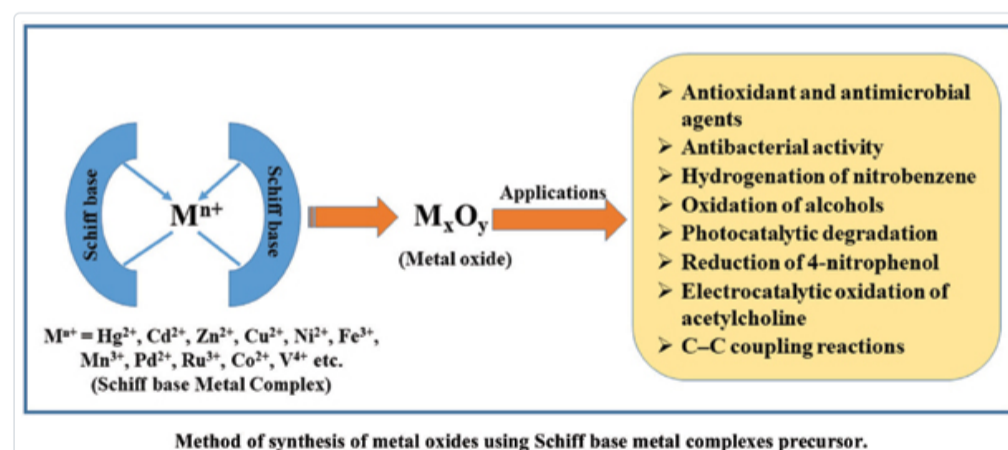 Schiff base
Mⁿ⁺
Schiff base
Mⁿ⁺ = Hg²⁺, Cd²⁺, Zn²⁺, Cu²⁺, Ni²⁺, Fe³⁺,
Mn³⁺, Pd²⁺, Ru³⁺, Co²⁺, V⁴⁺ etc.
(Schiff base Metal Complex)
MₓOᵧ
(Metal oxide)
Applications
➢ Antioxidant and antimicrobial
agents
➢ Antibacterial activity
➢ Hydrogenation of nitrobenzene
➢ Oxidation of alcohols
➢ Photocatalytic degradation
➢ Reduction of 4-nitrophenol
➢ Electrocatalytic oxidation of
acetylcholine
➢ C–C coupling reactions
Method of synthesis of metal oxides using Schiff base metal complexes precursor.